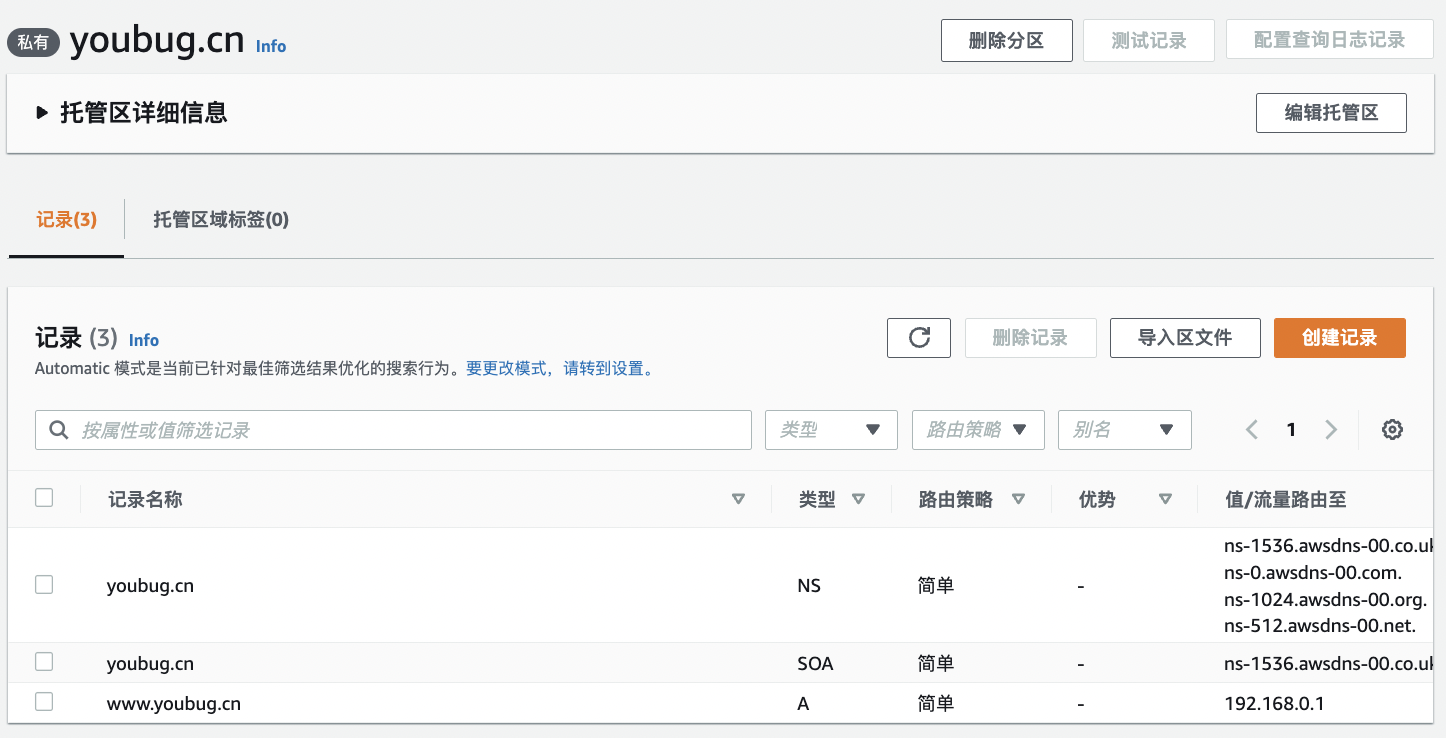 私有 youbug.cn Info
删除分区 测试记录 配置查询日志记录
托管区详细信息 编辑托管区
记录(3) 托管区域标签(0)
记录 (3) Info
删除记录 导入区文件 创建记录
Automatic 模式是当前已针对最佳筛选结果优化的搜索行为。要更改模式，请转到设置。
按属性或值筛选记录 类型 路由策略 别名 1
记录名称 类型 路由策略 优势 值/流量路由至
ns-1536.awsdns-00.co.uk
ns-0.awsdns-00.com.
youbug.cn NS 简单 -
ns-1024.awsdns-00.org.
ns-512.awsdns-00.net.
youbug.cn SOA 简单 - ns-1536.awsdns-00.co.uk
www.youbug.cn A 简单 - 192.168.0.1